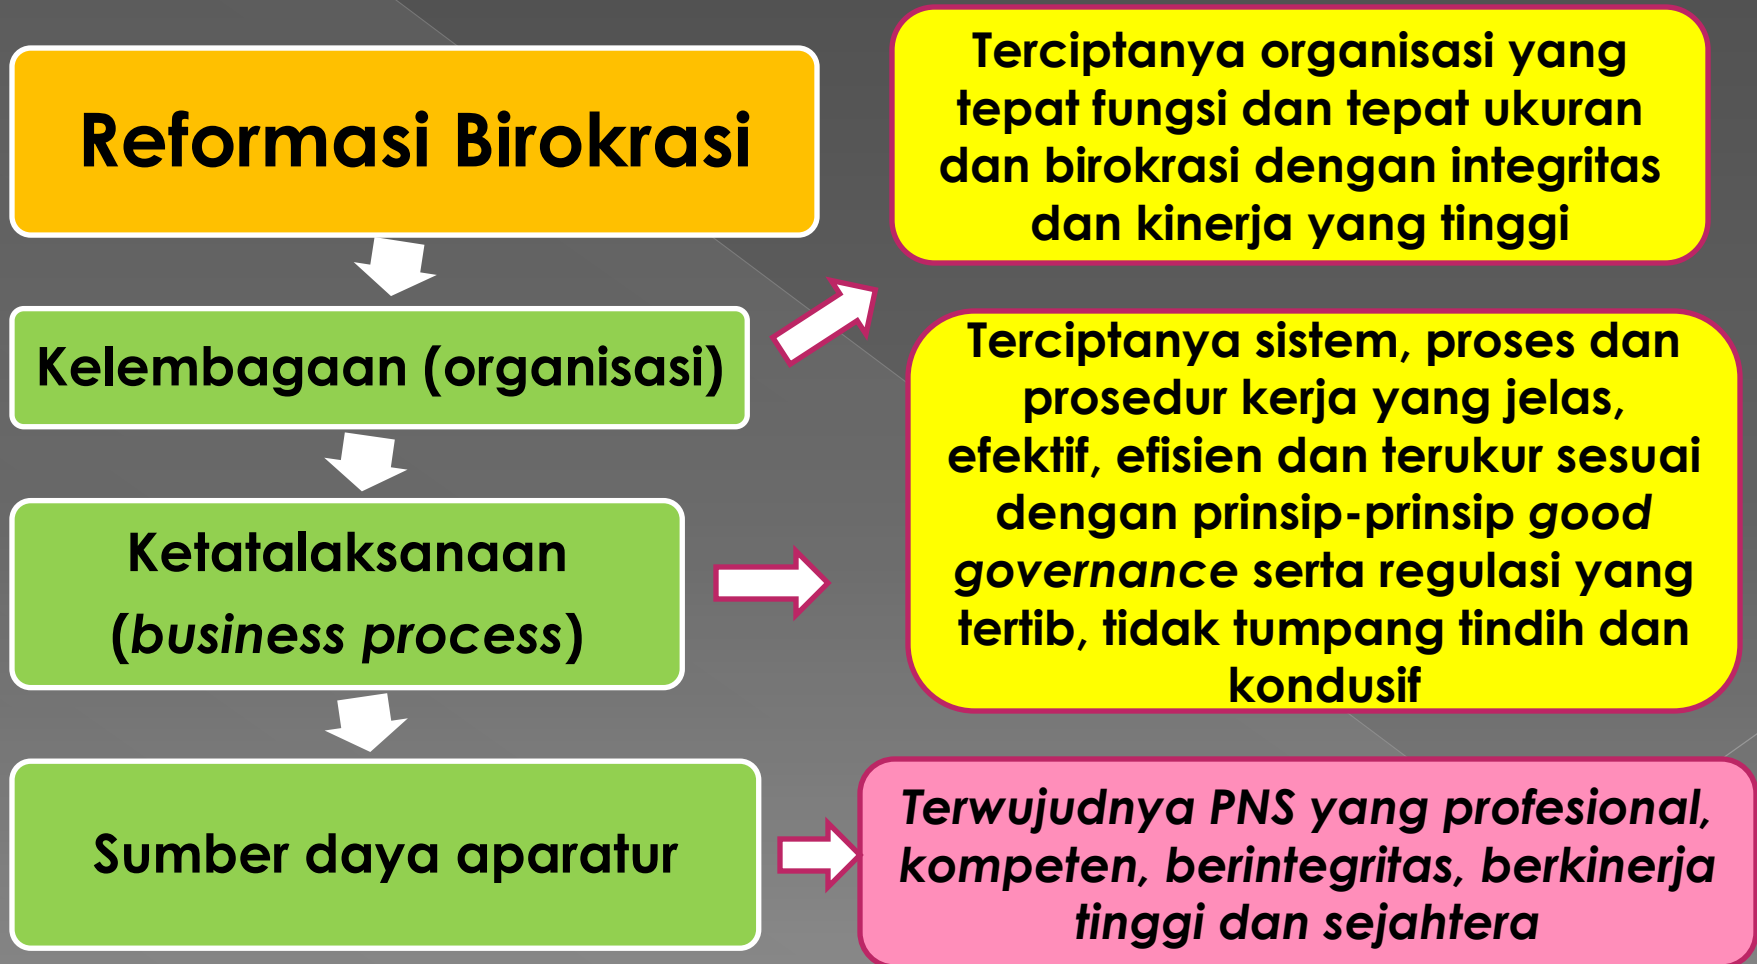 Reformasi Birokrasi
Terciptanya organisasi yang
tepat fungsi dan tepat ukuran
dan birokrasi dengan integritas
dan kinerja yang tinggi
Kelembagaan (organisasi)
Terciptanya sistem, proses dan
prosedur kerja yang jelas,
efektif, efisien dan terukur sesuai
dengan prinsip-prinsip good
governance serta regulasi yang
tertib, tidak tumpang tindih dan
kondusif
Ketatalaksanaan
(business process)
Sumber daya aparatur
Terwujudnya PNS yang profesional,
kompeten, berintegritas, berkinerja
tinggi dan sejahtera